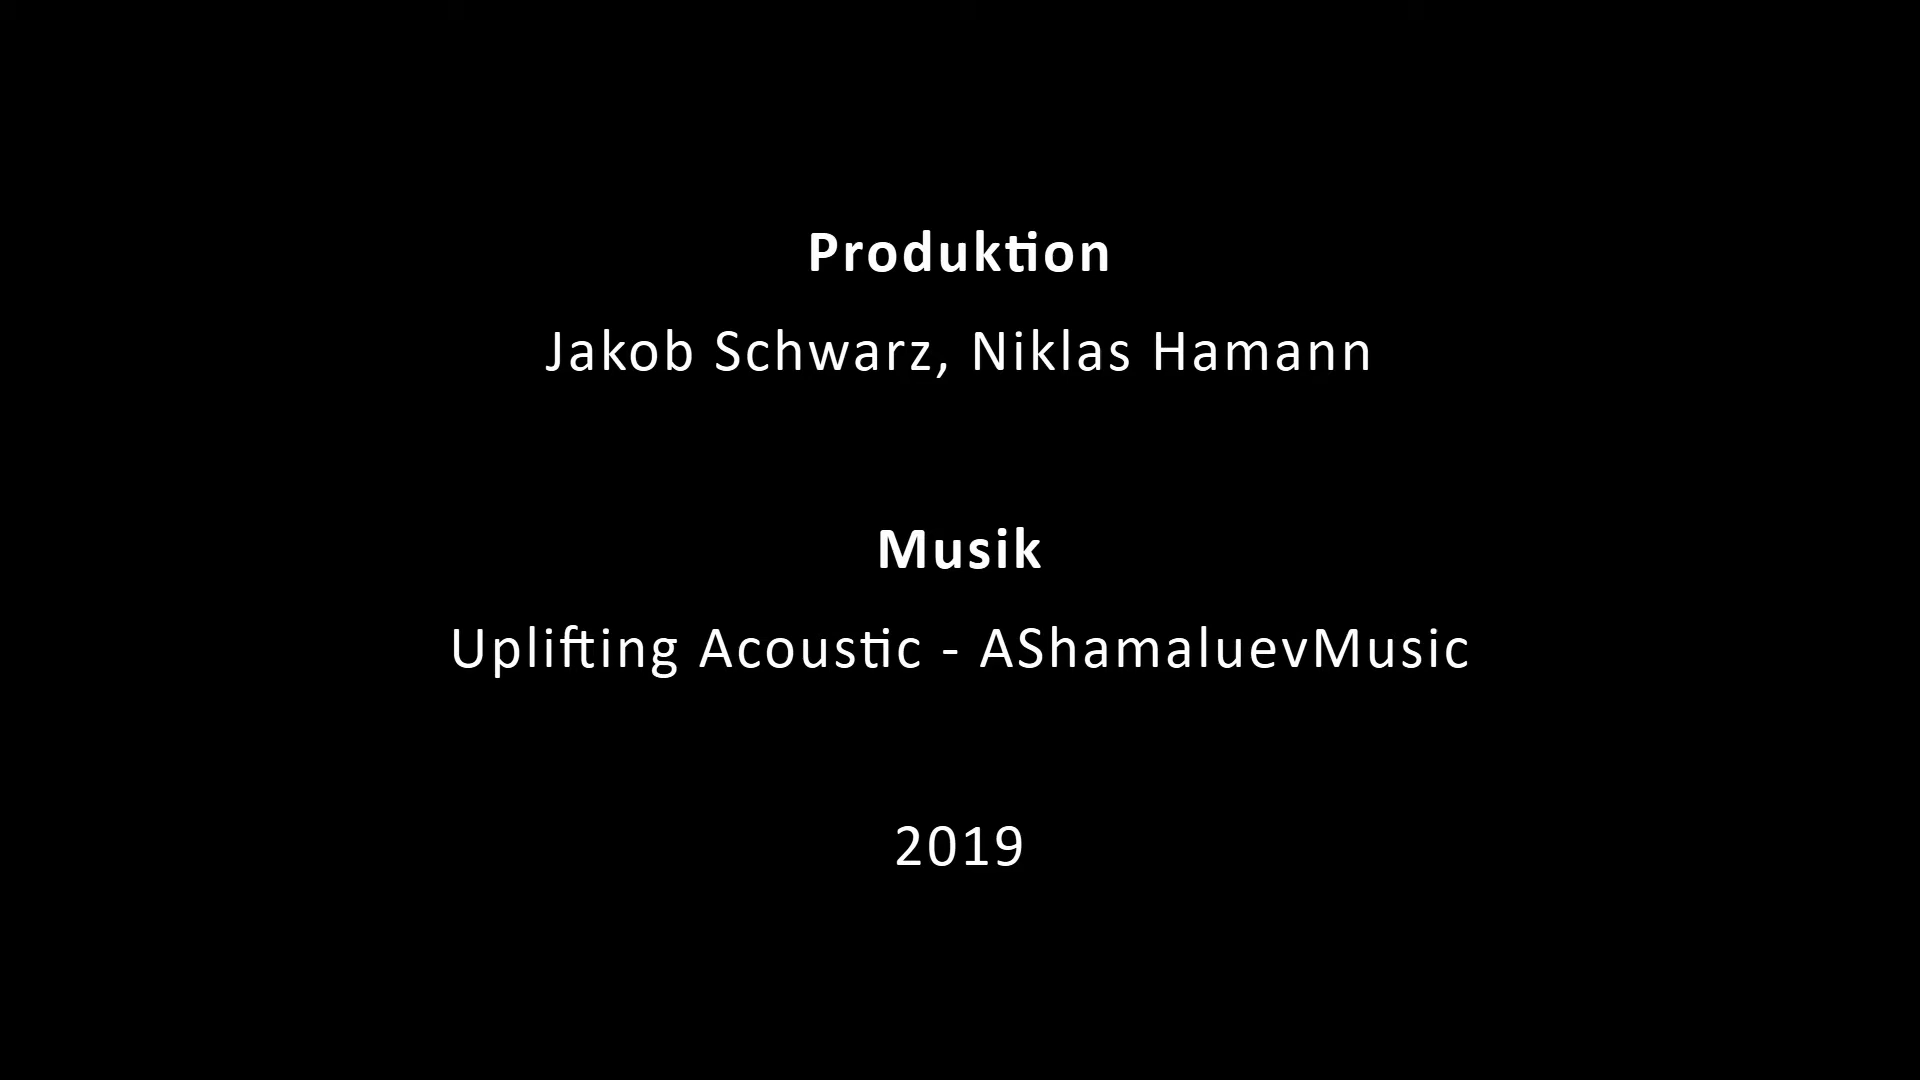 Produktion
Jakob Schwarz, Niklas Hamann
Musik
Uplifting Acoustic - AShamaluevMusic
2019